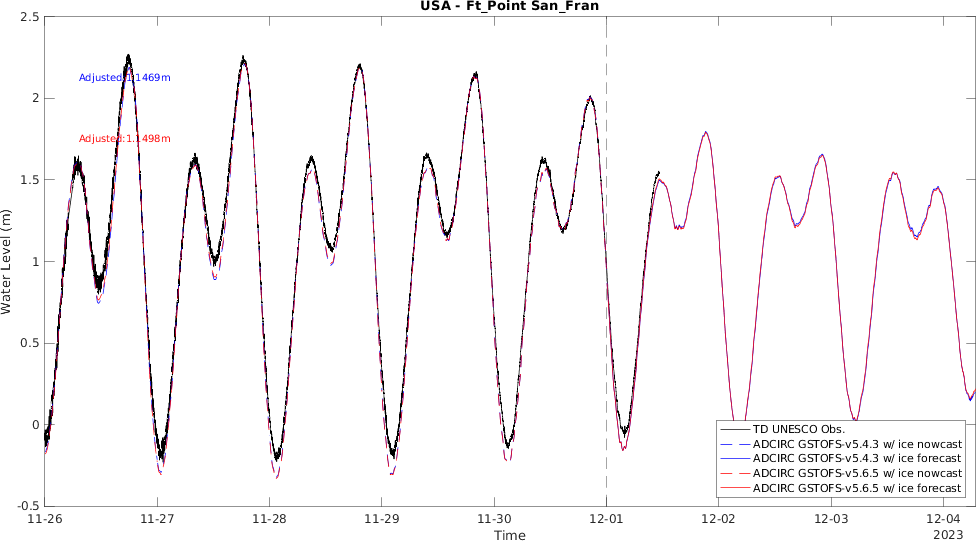 USA - Ft_Point San_Fran
2.5
2
1.5
1
0.5
0
-0.5
Water Level (m)
Adjusted:1.1469m
Adjusted:1.1498m
TD UNESCO Obs.
ADCIRC GSTOFS-v5.4.3 w/ ice nowcast
ADCIRC GSTOFS-v5.4.3 w/ ice forecast
ADCIRC GSTOFS-v5.6.5 w/ ice nowcast
ADCIRC GSTOFS-v5.6.5 w/ ice forecast
11-26 11-27 11-28 11-29 11-30 12-01 12-02 12-03 12-04
2023
Time